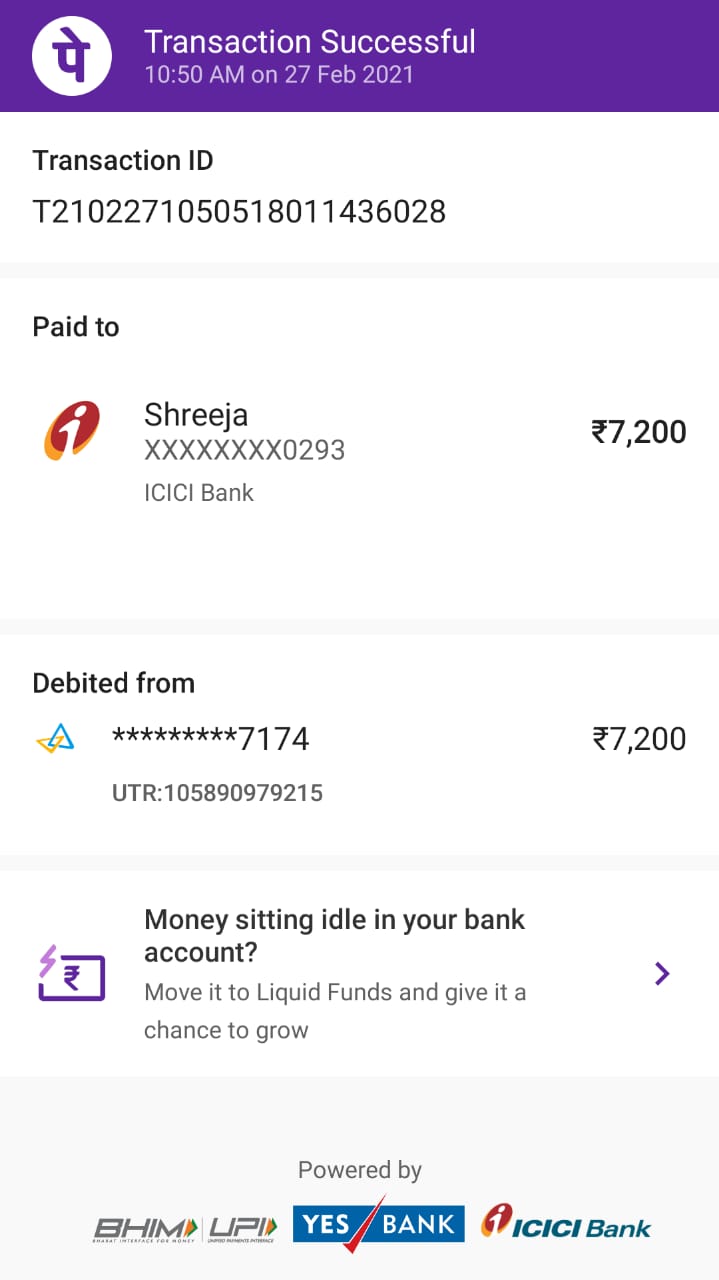 पे
Transaction Successful
10:50 AM on 27 Feb 2021
Transaction ID
T2102271050518011436028
Paid to
Shreeja
XXXXXXXX0293
₹7,200
ICICI Bank
Debited from
*********7174
₹7,200
UTR:105890979215
Money sitting idle in your bank
account?
Move it to Liquid Funds and give it a
chance to grow
Powered by
BHIM UPI YES BANK ICICI Bank
BHARAT INTERFACE FOR MONEY UNIFIED PAYMENTS INTERFACE